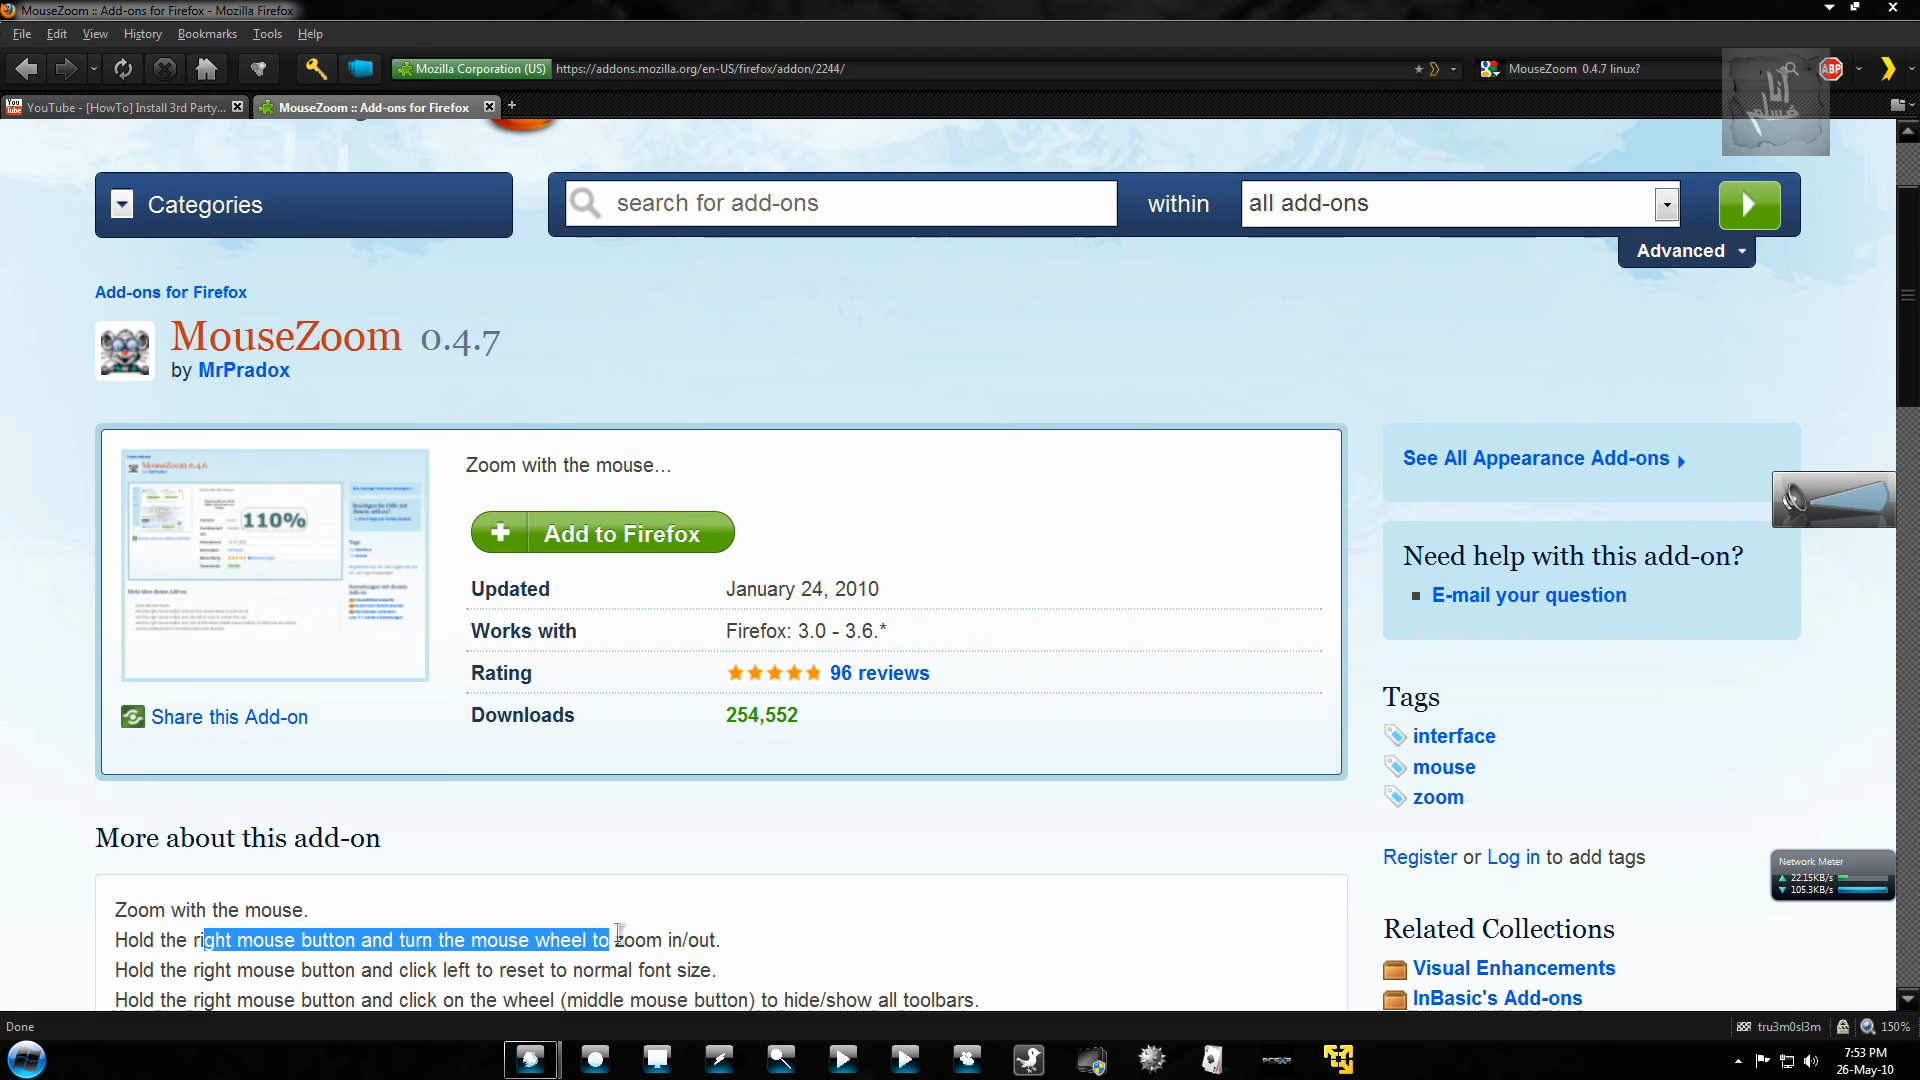 MouseZoom :: Add-ons for Firefox - Mozilla Firefox
File Edit View History Bookmarks Tools Help
Mozilla Corporation (US) https://addons.mozilla.org/en-US/firefox/addon/2244/ MouseZoom 0.4.7 linux? ABP
You Tube YouTube - [HowTo] Install 3rd Party... MouseZoom :: Add-ons for Firefox
أنا مسلم
Categories search for add-ons within all add-ons
Advanced
Add-ons for Firefox
MouseZoom 0.4.7
by MrPradox
MouseZoom 0.4.6
110%
Zoom with the mouse...
Add to Firefox
Updated January 24, 2010
Works with Firefox: 3.0 - 3.6.*
Rating 96 reviews
Downloads 254,552
Share this Add-on
See All Appearance Add-ons
Need help with this add-on?
E-mail your question
Tags
interface
mouse
zoom
Register or Log in to add tags
Network Meter
22.15KB/s
105.3KB/s
More about this add-on
Zoom with the mouse.
Hold the right mouse button and turn the mouse wheel to zoom in/out.
Hold the right mouse button and click left to reset to normal font size.
Hold the right mouse button and click on the wheel (middle mouse button) to hide/show all toolbars.
Related Collections
Visual Enhancements
InBasic's Add-ons
Done tru3m0sl3m 150%
PCSX2
7:53 PM
26-May-10